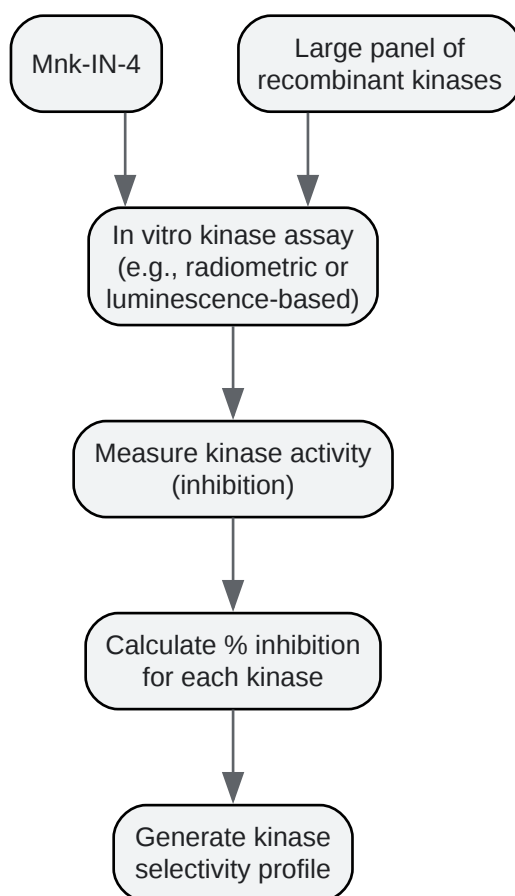 Mnk-IN-4
Large panel of
recombinant kinases
In vitro kinase assay
(e.g., radiometric or
luminescence-based)
Measure kinase activity
(inhibition)
Calculate % inhibition
for each kinase
Generate kinase
selectivity profile